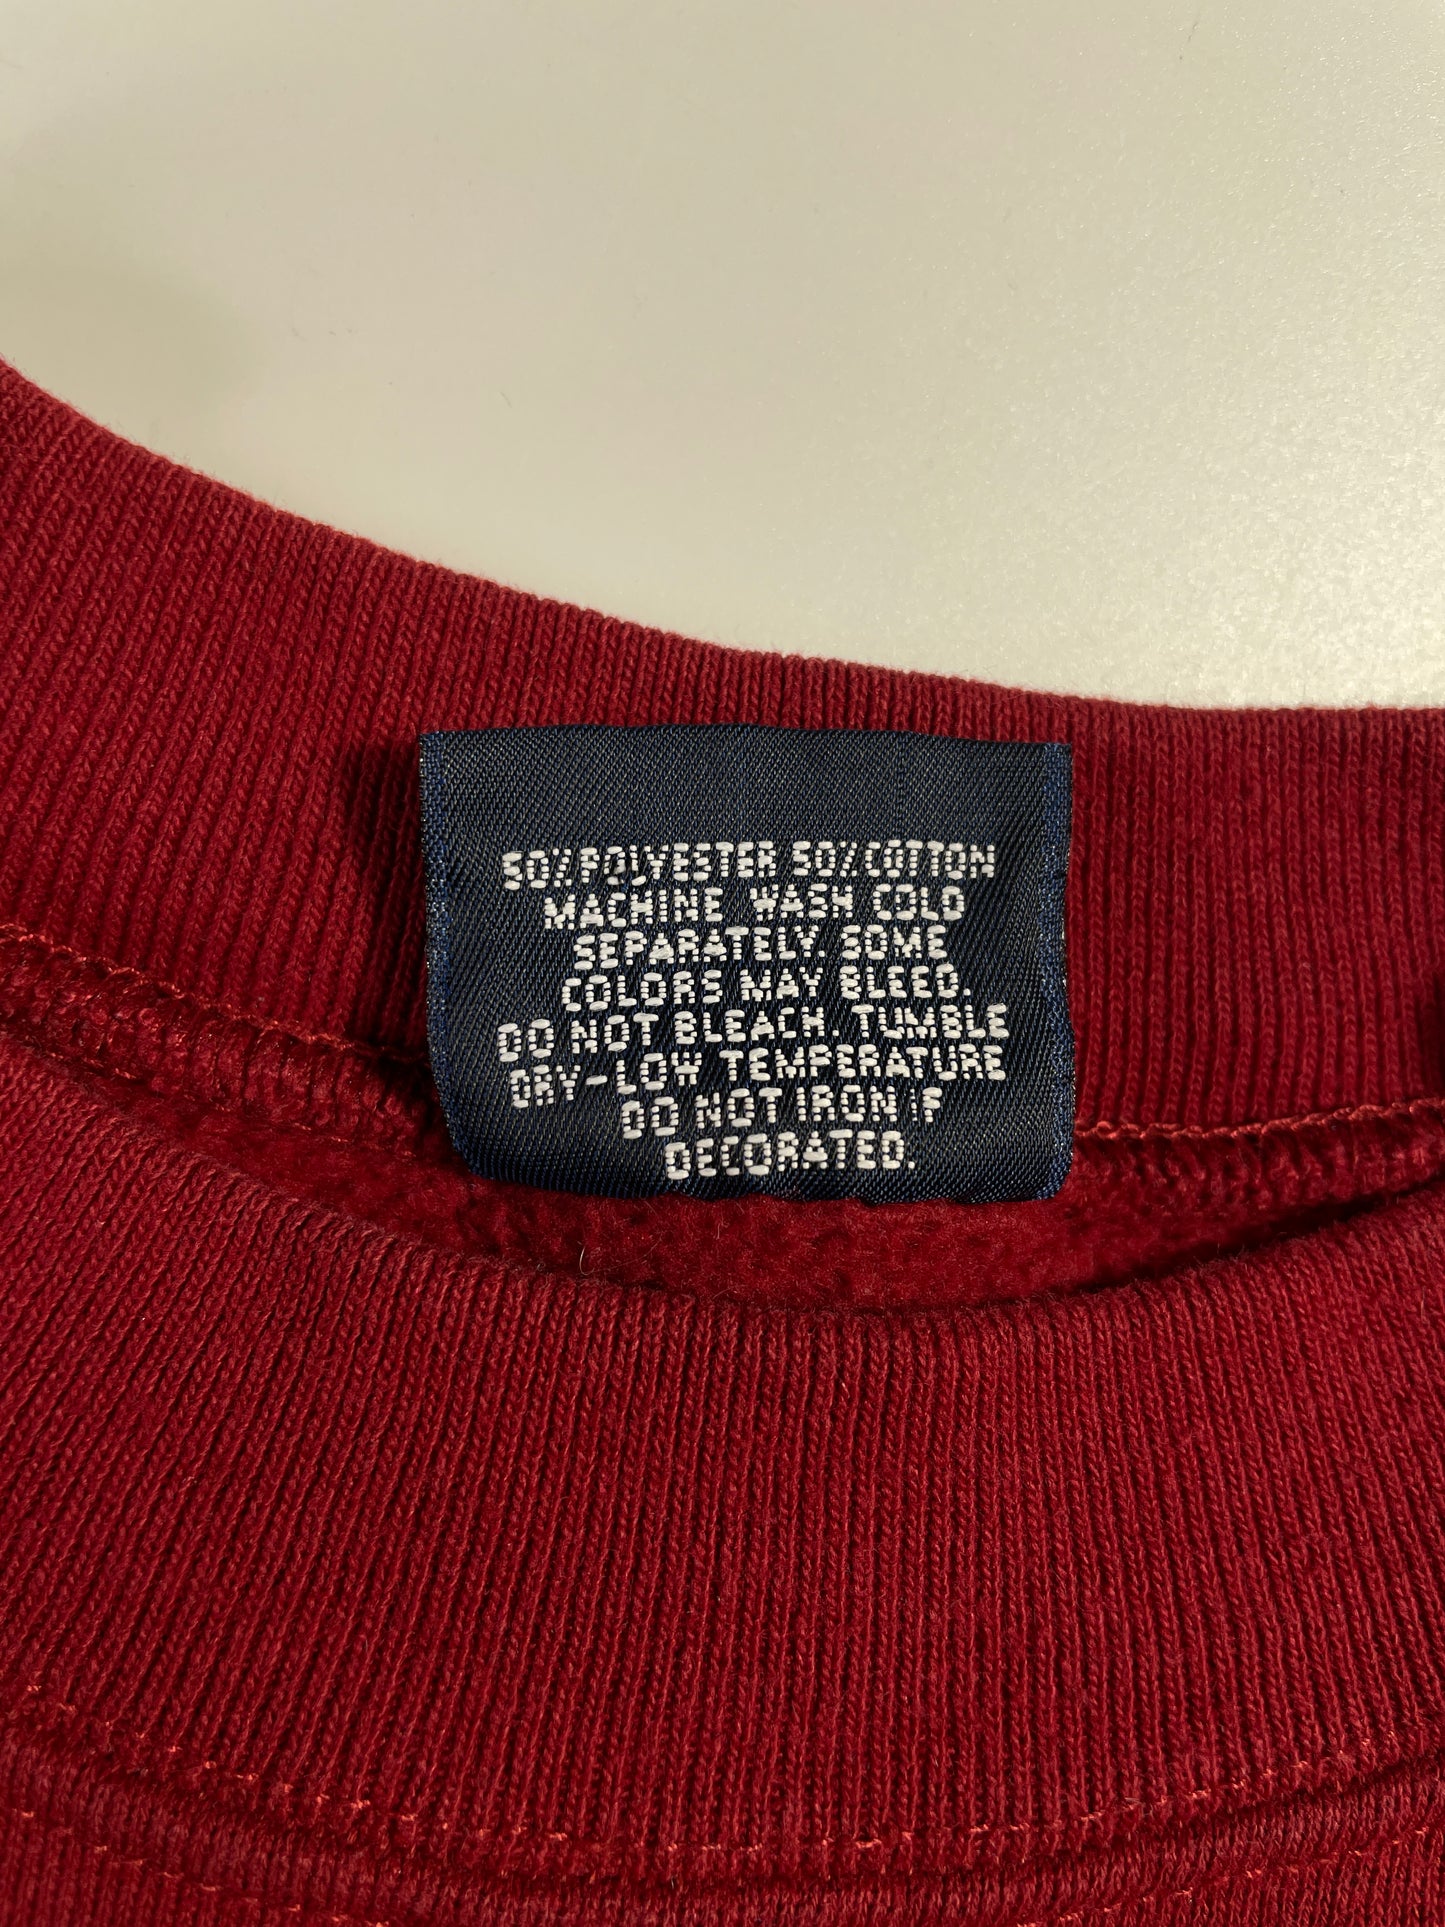 50/POLYESTER 50/COTTON
MACHINE WASH COLD
SEPARATELY SOME
COLORS MAY BLEED.
DO NOT BLEACH. TUMBLE
DRY-LOW TEMPERATURE
DO NOT IRON IF
DECORATED.